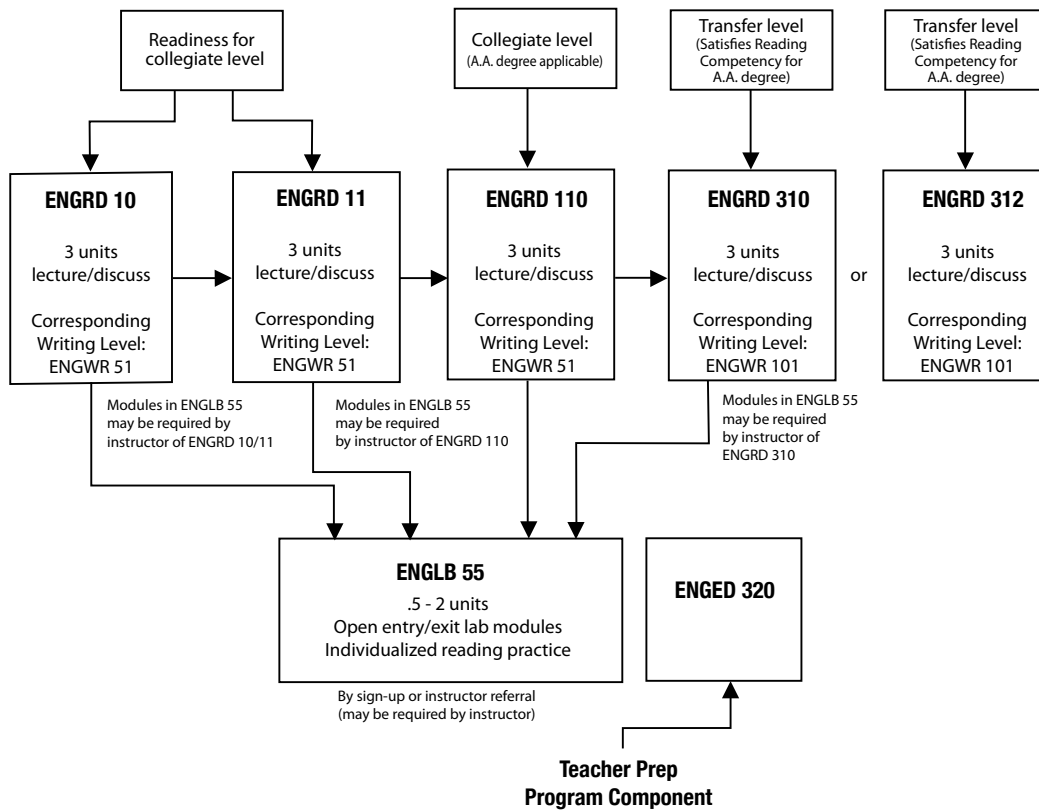 Readiness for
collegiate level
Collegiate level
(A.A. degree applicable)
Transfer level
(Satisfies Reading
Competency for
A.A. degree)
Transfer level
(Satisfies Reading
Competency for
A.A. degree)
ENGRD 10
3 units
lecture/discuss
Corresponding
Writing Level:
ENGWR 51
ENGRD 11
3 units
lecture/discuss
Corresponding
Writing Level:
ENGWR 51
ENGRD 110
3 units
lecture/discuss
Corresponding
Writing Level:
ENGWR 51
ENGRD 310
3 units
lecture/discuss
Corresponding
Writing Level:
ENGWR 101
or
ENGRD 312
3 units
lecture/discuss
Corresponding
Writing Level:
ENGWR 101
Modules in ENGLB 55
may be required by
instructor of ENGRD 10/11
Modules in ENGLB 55
may be required
by instructor of ENGRD 110
Modules in ENGLB 55
may be required
by instructor of
ENGRD 310
ENGLB 55
.5 - 2 units
Open entry/exit lab modules
Individualized reading practice
By sign-up or instructor referral
(may be required by instructor)
ENGED 320
Teacher Prep
Program Component